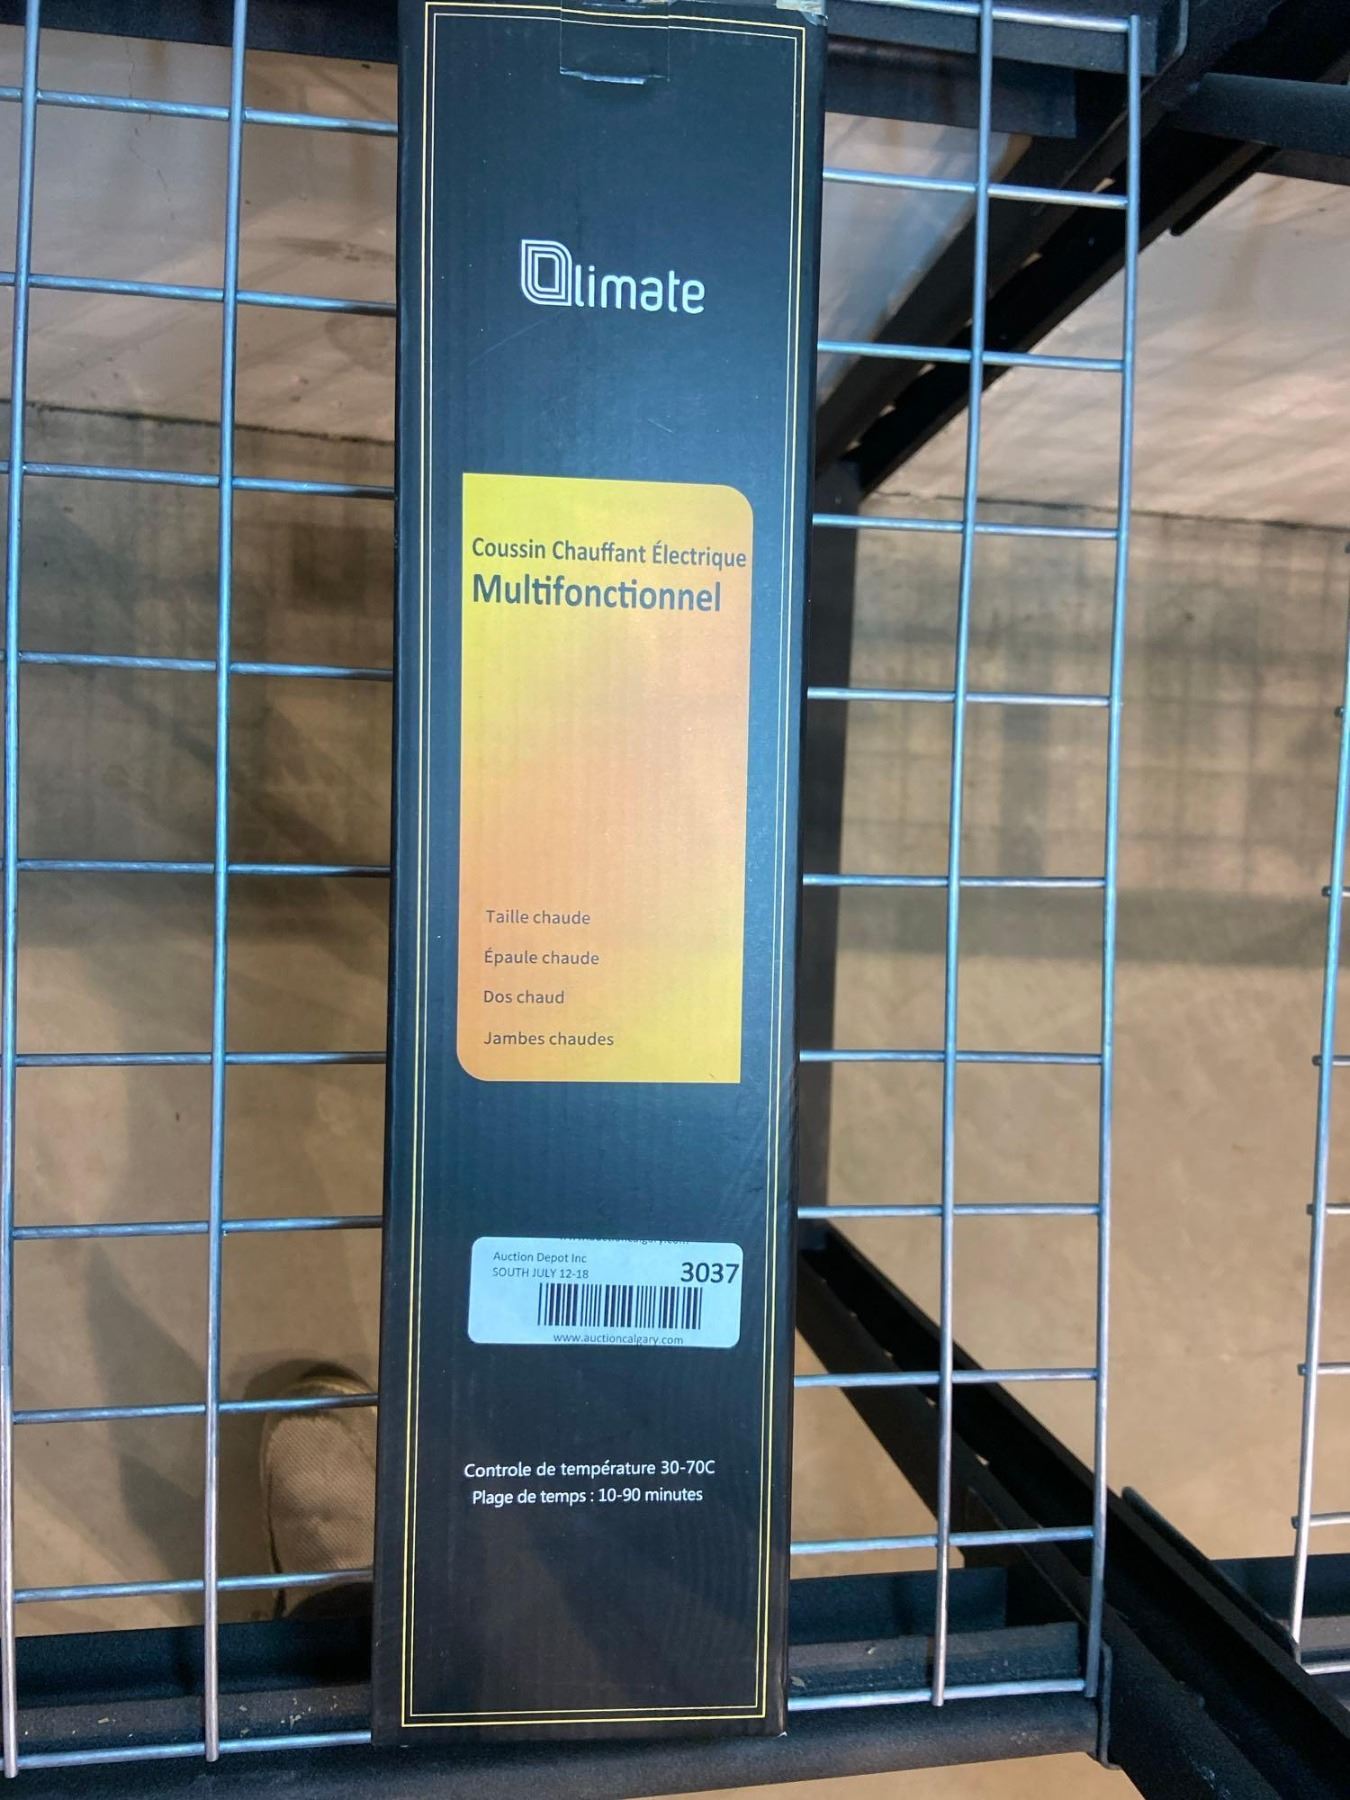 Olimate
Coussin Chauffant Électrique
Multifonctionnel
Taille chaude
Épaule chaude
Dos chaud
Jambes chaudes
Auction Depot Inc
SOUTH JULY 12-18
3037
www.auctioncalgary.com
Controle de température 30-70C
Plage de temps : 10-90 minutes